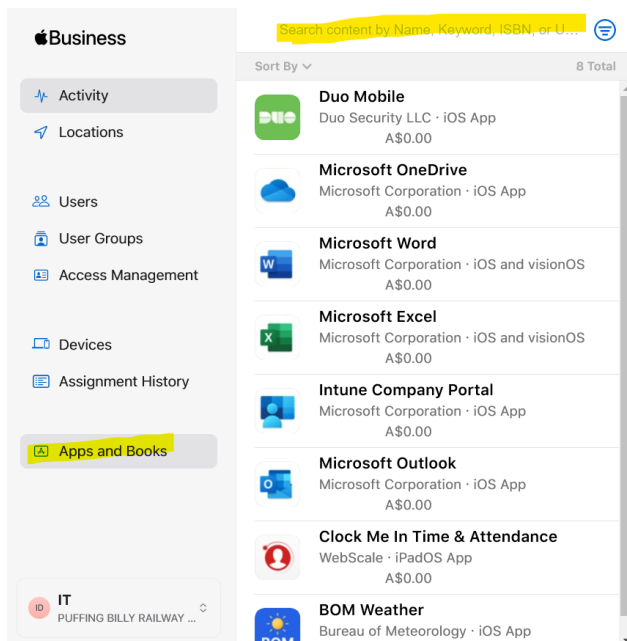 Business
Search content by Name, Keyword, ISBN, or U...
Sort By
8 Total
Activity
Locations
Users
User Groups
Access Management
Devices
Assignment History
Apps and Books
ID
IT
PUFFING BILLY RAILWAY ...
DUO
Duo Mobile
Duo Security LLC · iOS App
A$0.00
Microsoft OneDrive
Microsoft Corporation · iOS App
A$0.00
W
Microsoft Word
Microsoft Corporation · iOS and visionOS
A$0.00
X
Microsoft Excel
Microsoft Corporation · iOS and visionOS
A$0.00
Intune Company Portal
Microsoft Corporation · iOS App
A$0.00
O
Microsoft Outlook
Microsoft Corporation · iOS App
A$0.00
Clock Me In Time & Attendance
WebScale · iPadOS App
A$0.00
BOM
BOM Weather
Bureau of Meteorology · iOS App